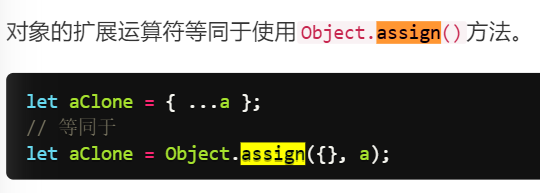 对象的扩展运算符等同于使用Object.assign()方法。
let aClone = { ...a };
// 等同于
let aClone = Object.assign({}, a);